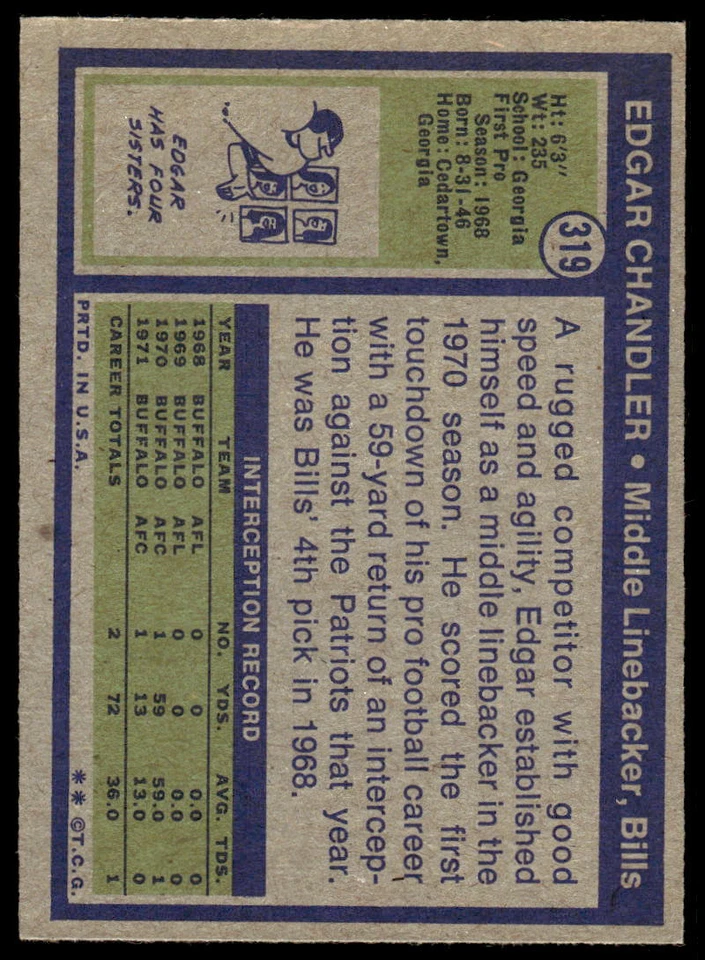 EDGAR CHANDLER • Middle Linebacker, Bills
319
Ht: 6'3"
Wt: 235
School: Georgia
First Pro
Season: 1968
Born: 8-31-46
Home: Cedartown,
Georgia
EDGAR
HAS FOUR
SISTERS.
A rugged competitor with good
speed and agility, Edgar established
himself as a middle linebacker in the
1970 season. He scored the first
touchdown of his pro football career
with a 59-yard return of an intercep-
tion against the Patriots that year.
He was Bills' 4th pick in 1968.
INTERCEPTION RECORD
YEAR TEAM NO. YDS. AVG. TDS.
1968 BUFFALO AFL 0 0 0.0 0
1969 BUFFALO AFL 0 0 0.0 0
1970 BUFFALO AFC 1 59 59.0 1
1971 BUFFALO AFC 1 13 13.0 0
CAREER TOTALS 2 72 36.0 1
PRTD. IN U.S.A. ** ©T.C.G.